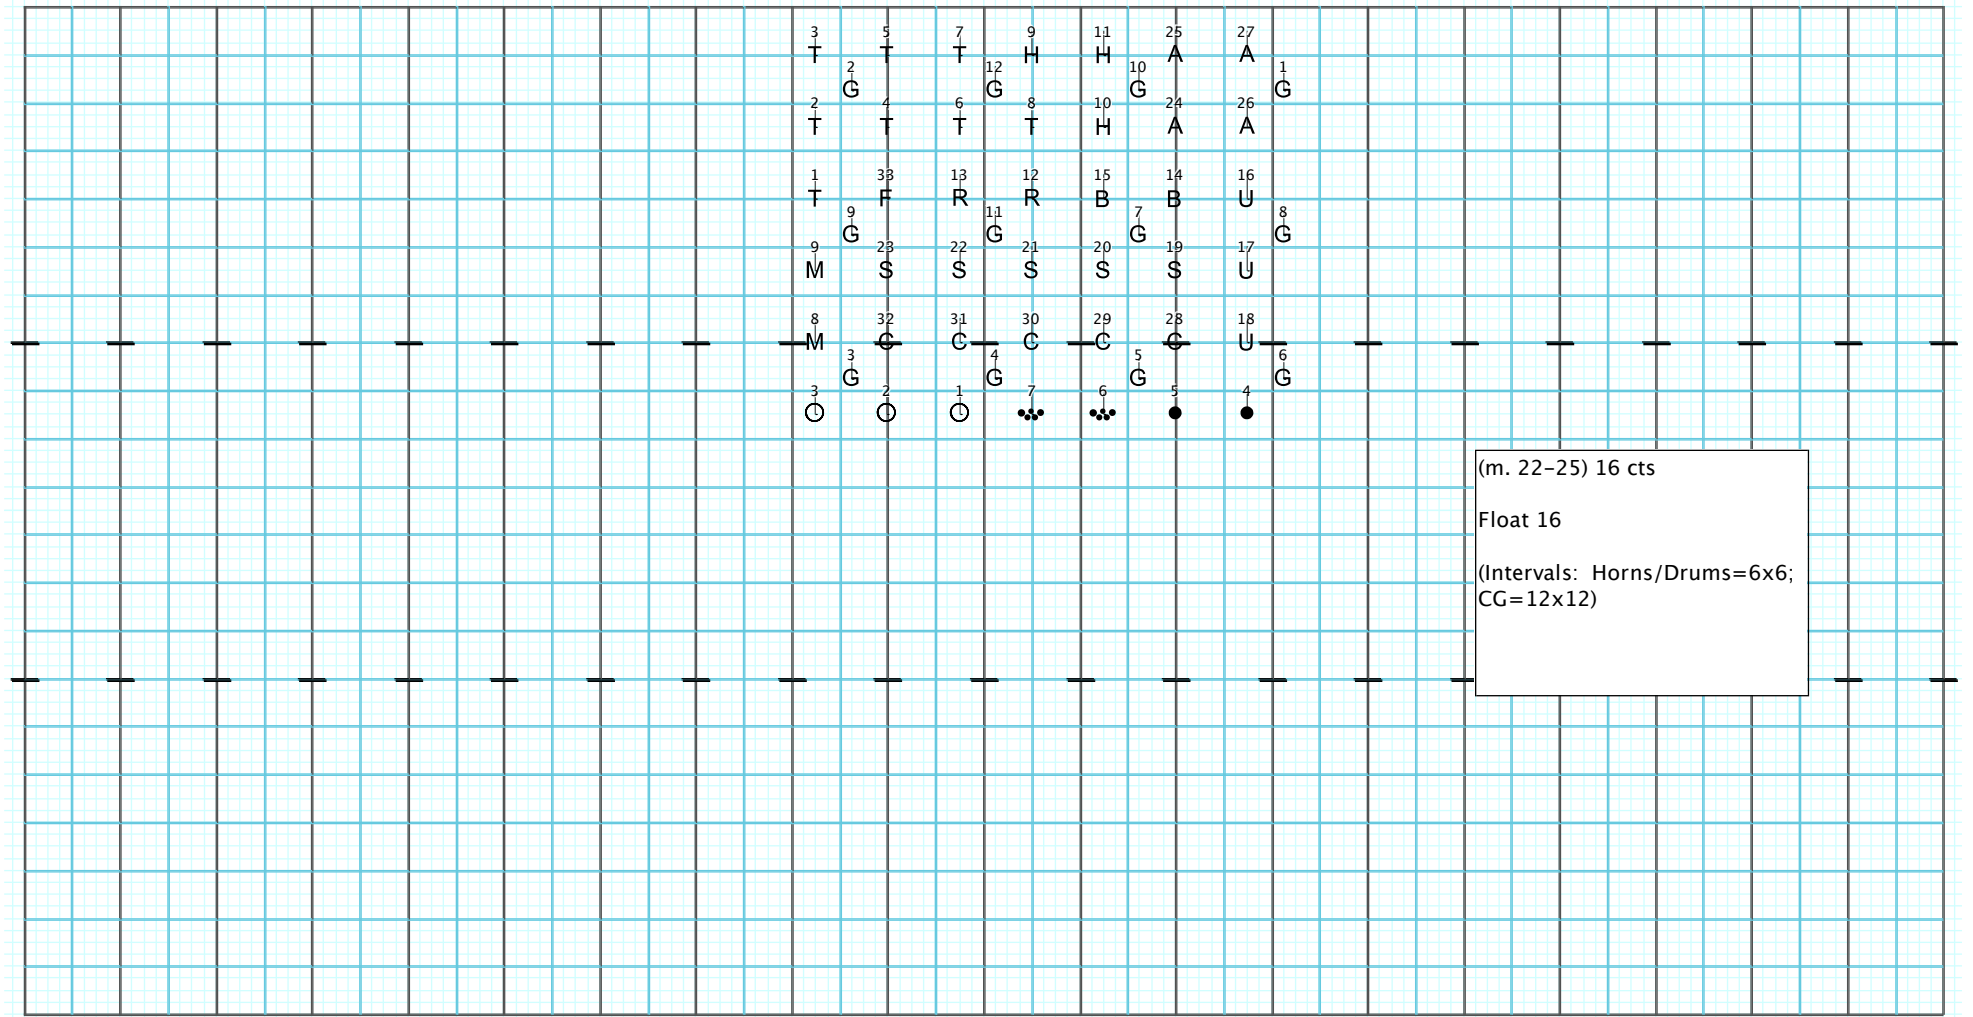 3 5 7 9 11 25 27
T T T H H A A
2 12 10 1
G G G G
2 4 6 8 10 24 26
T T T T H A A
1 33 13 12 15 14 16
T F R R B B U
9 11 7 8
G G G G
9 23 22 21 20 19 17
M S S S S S U
8 32 31 30 29 28 18
M C C C C C U
3 4 5 6
G G G G
3 2 1 7 6 5 4
(m. 22-25) 16 cts
Float 16
(Intervals: Horns/Drums=6x6;
CG=12x12)